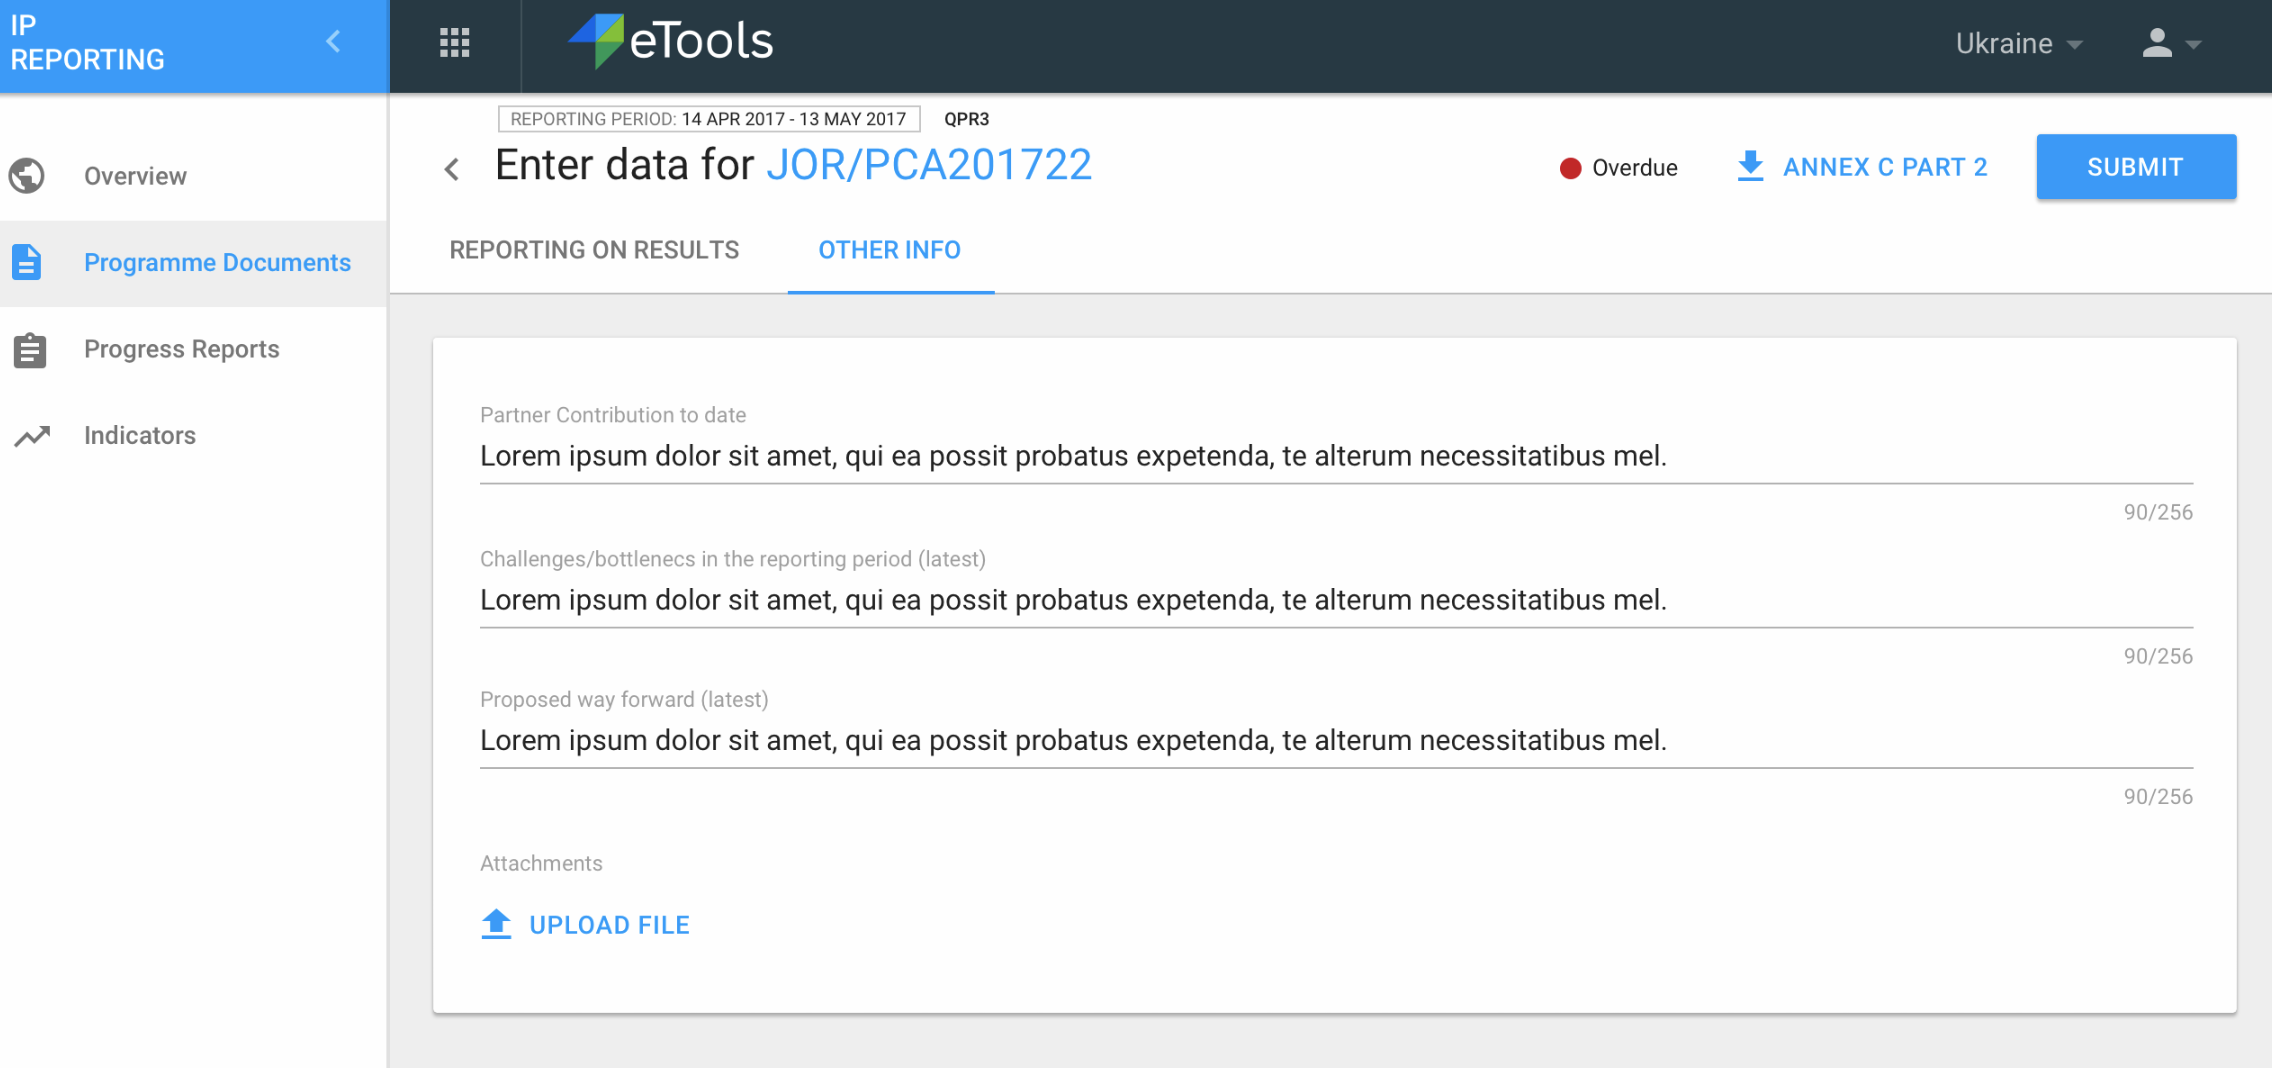 IP
REPORTING
eTools
Ukraine
REPORTING PERIOD: 14 APR 2017 - 13 MAY 2017 QPR3
Enter data for JOR/PCA201722
Overdue
ANNEX C PART 2
SUBMIT
REPORTING ON RESULTS
OTHER INFO
Overview
Programme Documents
Progress Reports
Indicators
Partner Contribution to date
Lorem ipsum dolor sit amet, qui ea possit probatus expetenda, te alterum necessitatibus mel.
90/256
Challenges/bottlenecs in the reporting period (latest)
Lorem ipsum dolor sit amet, qui ea possit probatus expetenda, te alterum necessitatibus mel.
90/256
Proposed way forward (latest)
Lorem ipsum dolor sit amet, qui ea possit probatus expetenda, te alterum necessitatibus mel.
90/256
Attachments
UPLOAD FILE